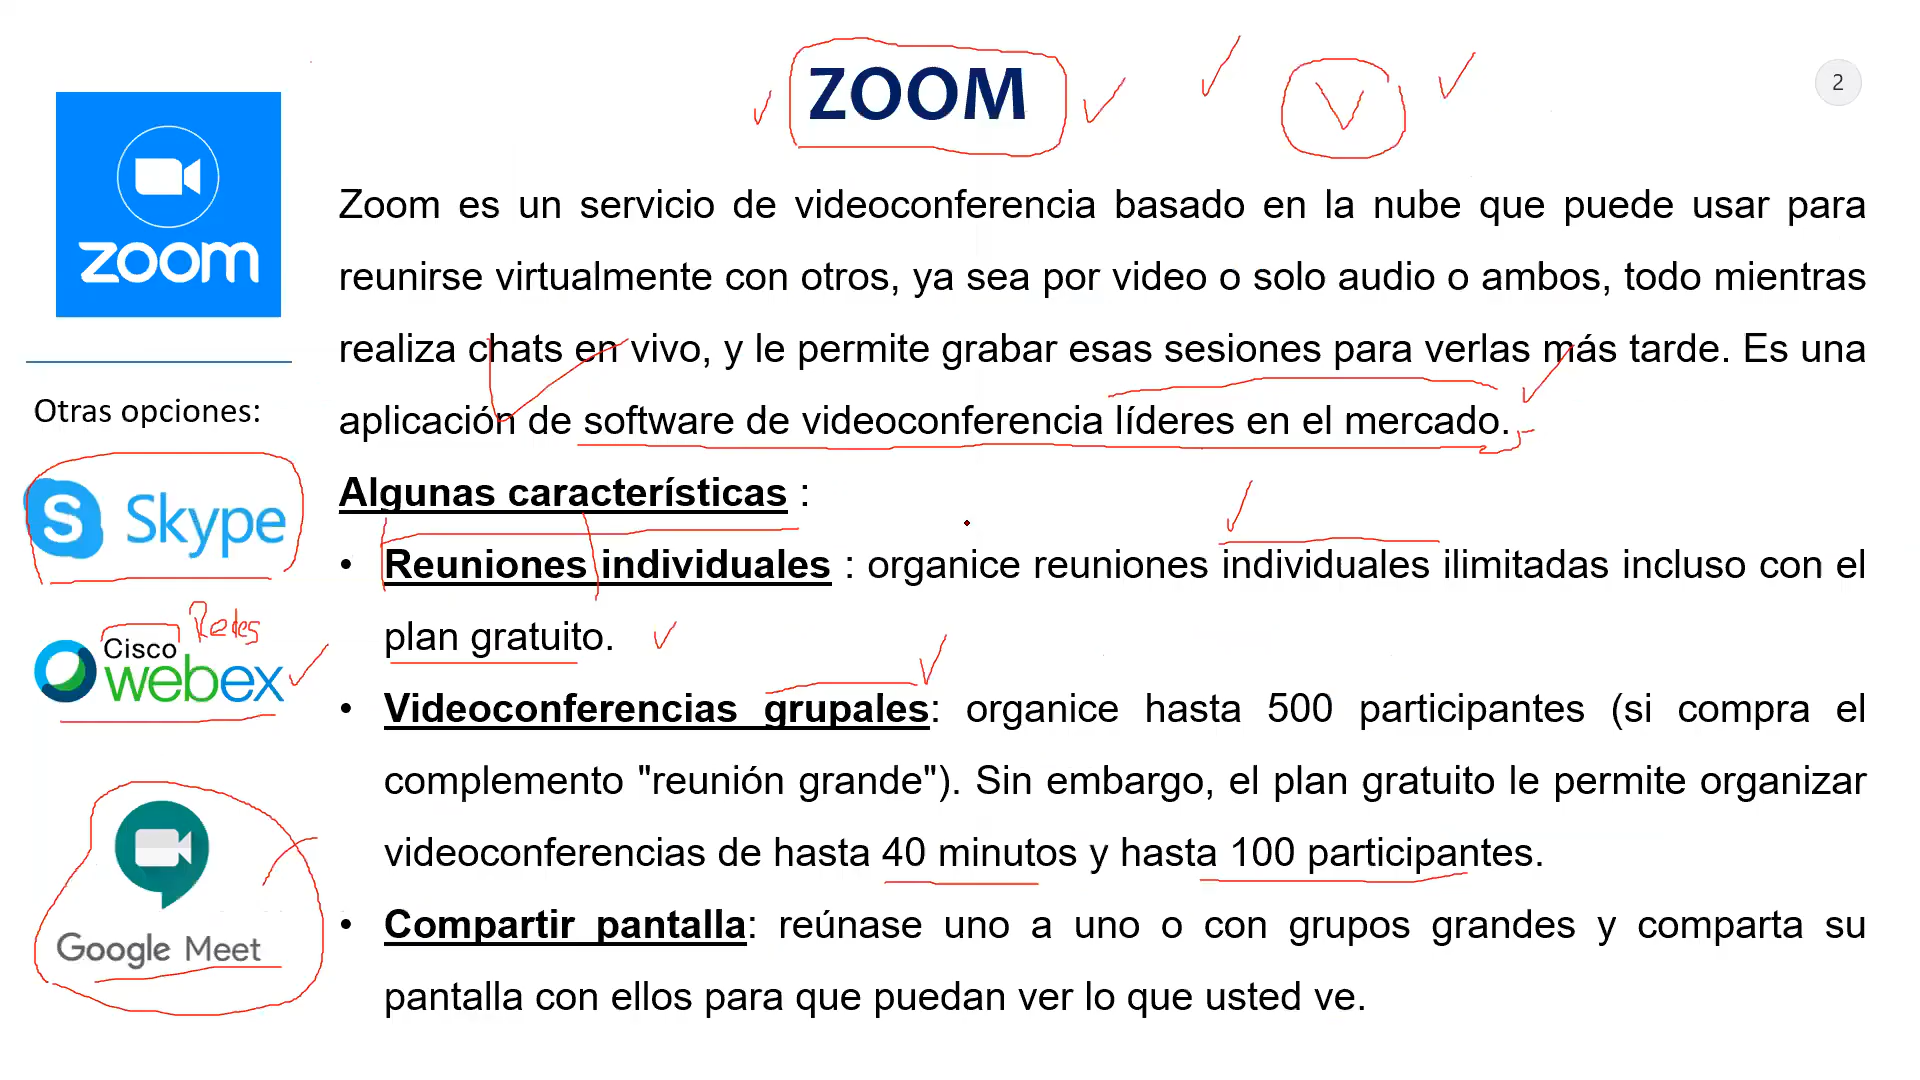 ZOOM
V
2
zoom
Zoom es un servicio de videoconferencia basado en la nube que puede usar para
reunirse virtualmente con otros, ya sea por video o solo audio o ambos, todo mientras
realiza chats en vivo, y le permite grabar esas sesiones para verlas más tarde. Es una
aplicación de software de videoconferencia líderes en el mercado.
Algunas características :
• Reuniones individuales : organice reuniones individuales ilimitadas incluso con el
plan gratuito.
• Videoconferencias grupales: organice hasta 500 participantes (si compra el
complemento "reunión grande"). Sin embargo, el plan gratuito le permite organizar
videoconferencias de hasta 40 minutos y hasta 100 participantes.
• Compartir pantalla: reúnase uno a uno o con grupos grandes y comparta su
pantalla con ellos para que puedan ver lo que usted ve.
Otras opciones:
S Skype
Redes
Cisco
webex
Google Meet